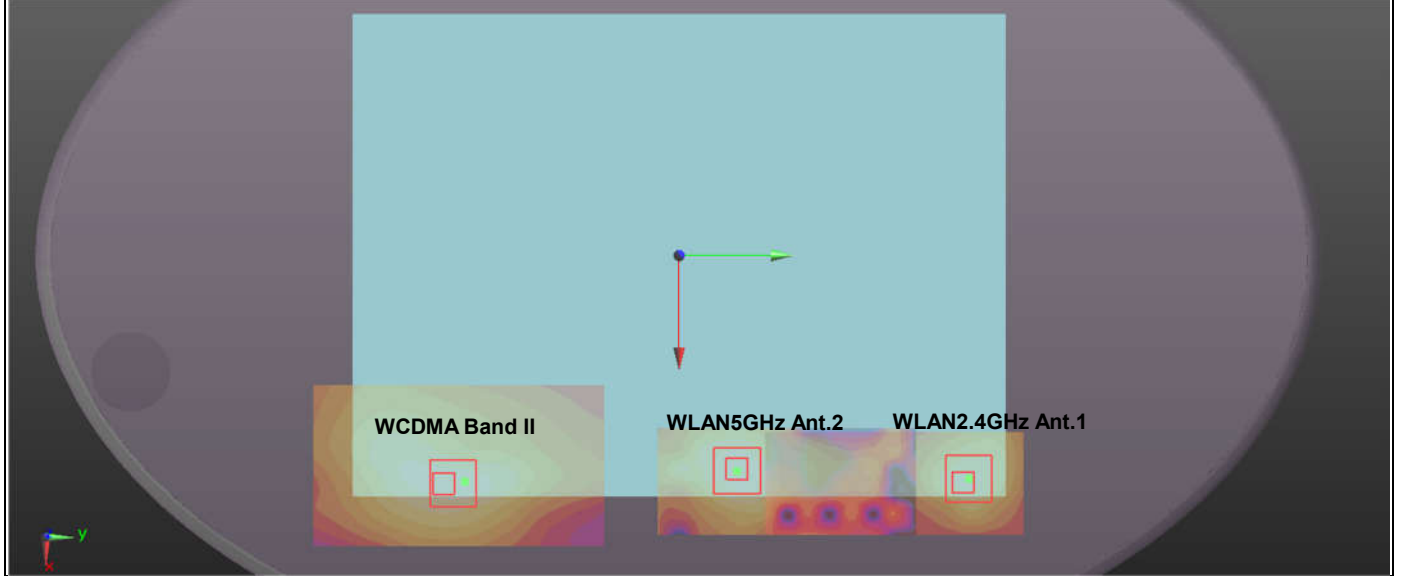 WCDMA Band II
WLAN5GHz Ant.2
WLAN2.4GHz Ant.1
y
x